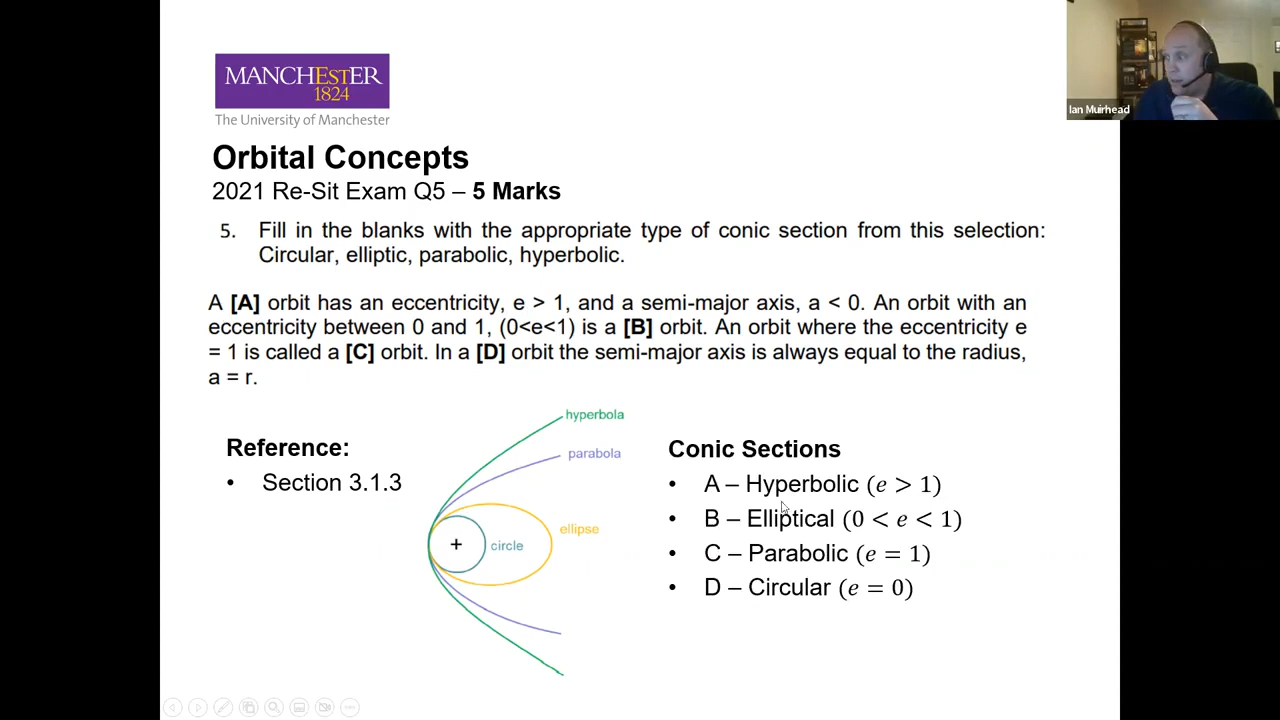 MANCHESTER
1824
The University of Manchester
Ian Muirhead
Orbital Concepts
2021 Re-Sit Exam Q5 – 5 Marks
5. Fill in the blanks with the appropriate type of conic section from this selection:
Circular, elliptic, parabolic, hyperbolic.
A [A] orbit has an eccentricity, e > 1, and a semi-major axis, a < 0. An orbit with an
eccentricity between 0 and 1, (0<e<1) is a [B] orbit. An orbit where the eccentricity e
= 1 is called a [C] orbit. In a [D] orbit the semi-major axis is always equal to the radius,
a = r.
Reference:
• Section 3.1.3
hyperbola
parabola
ellipse
+
circle
Conic Sections
• A – Hyperbolic (e > 1)
• B – Elliptical (0 < e < 1)
• C – Parabolic (e = 1)
• D – Circular (e = 0)